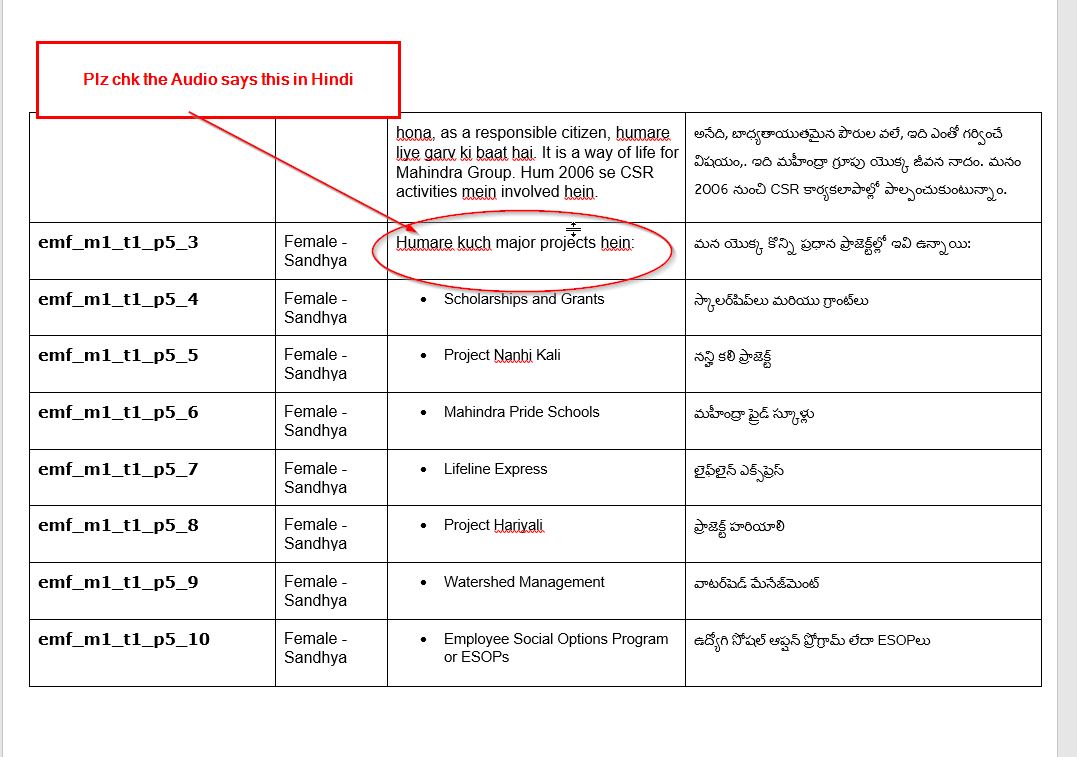 Plz chk the Audio says this in Hindi
hona, as a responsible citizen, humare
liye garv ki baat hai. It is a way of life for
Mahindra Group. Hum 2006 se CSR
activities mein involved hein.
అనేది, బాధ్యతాయుతమైన పౌరుల వలే, ఇది ఎంతో గర్వించే
విషయం,. ఇది మహీంద్రా గ్రూపు యొక్క జీవన నాదం. మనం
2006 నుంచి CSR కార్యకలాపాల్లో పాల్పంచుకుంటున్నాం.
emf_m1_t1_p5_3
Female -
Sandhya
Humare kuch major projects hein:
మన యొక్క కొన్ని ప్రధాన ప్రాజెక్ట్‌ల్లో ఇవి ఉన్నాయి:
emf_m1_t1_p5_4
Female -
Sandhya
• Scholarships and Grants
స్కాలర్‌షిప్‌లు మరియు గ్రాంట్‌లు
emf_m1_t1_p5_5
Female -
Sandhya
• Project Nanhi Kali
నన్హి కలి ప్రాజెక్ట్
emf_m1_t1_p5_6
Female -
Sandhya
• Mahindra Pride Schools
మహీంద్రా ప్రైడ్ స్కూళ్లు
emf_m1_t1_p5_7
Female -
Sandhya
• Lifeline Express
లైఫ్‌లైన్ ఎక్స్‌ప్రెస్
emf_m1_t1_p5_8
Female -
Sandhya
• Project Hariyali
ప్రాజెక్ట్ హరియాలి
emf_m1_t1_p5_9
Female -
Sandhya
• Watershed Management
వాటర్‌షెడ్ మేనేజ్‌మెంట్
emf_m1_t1_p5_10
Female -
Sandhya
• Employee Social Options Program
or ESOPs
ఉద్యోగి సోషల్ ఆప్షన్ ప్రోగ్రామ్ లేదా ESOPలు